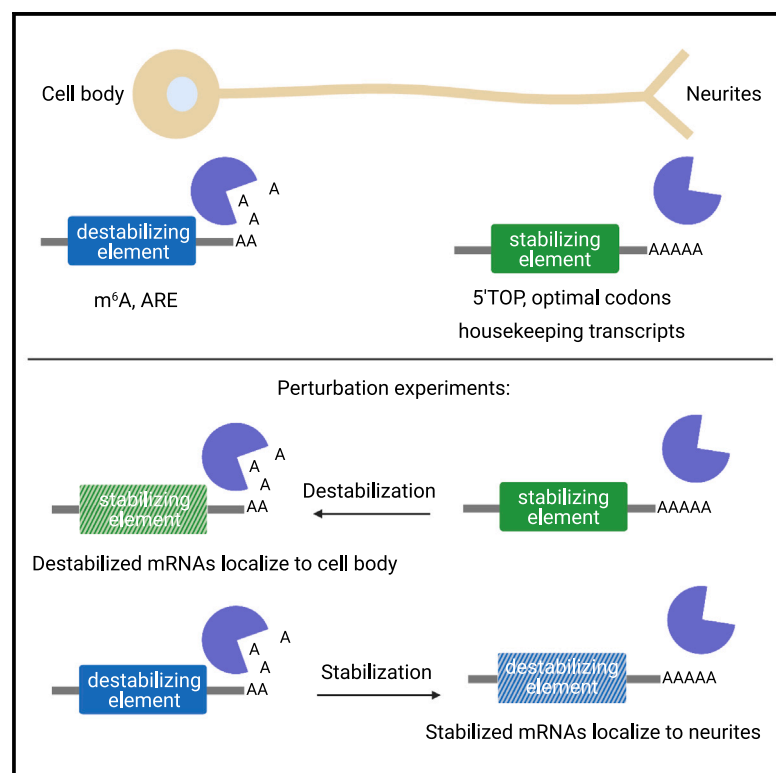 Cell body
Neurites
A
A
A
destabilizing
element
AA
m⁶A, ARE
stabilizing
element
AAAAA
5'TOP, optimal codons
housekeeping transcripts
Perturbation experiments:
A
A
A
stabilizing
element
AA
Destabilization
stabilizing
element
AAAAA
Destabilized mRNAs localize to cell body
A
A
A
destabilizing
element
AA
Stabilization
destabilizing
element
AAAAA
Stabilized mRNAs localize to neurites